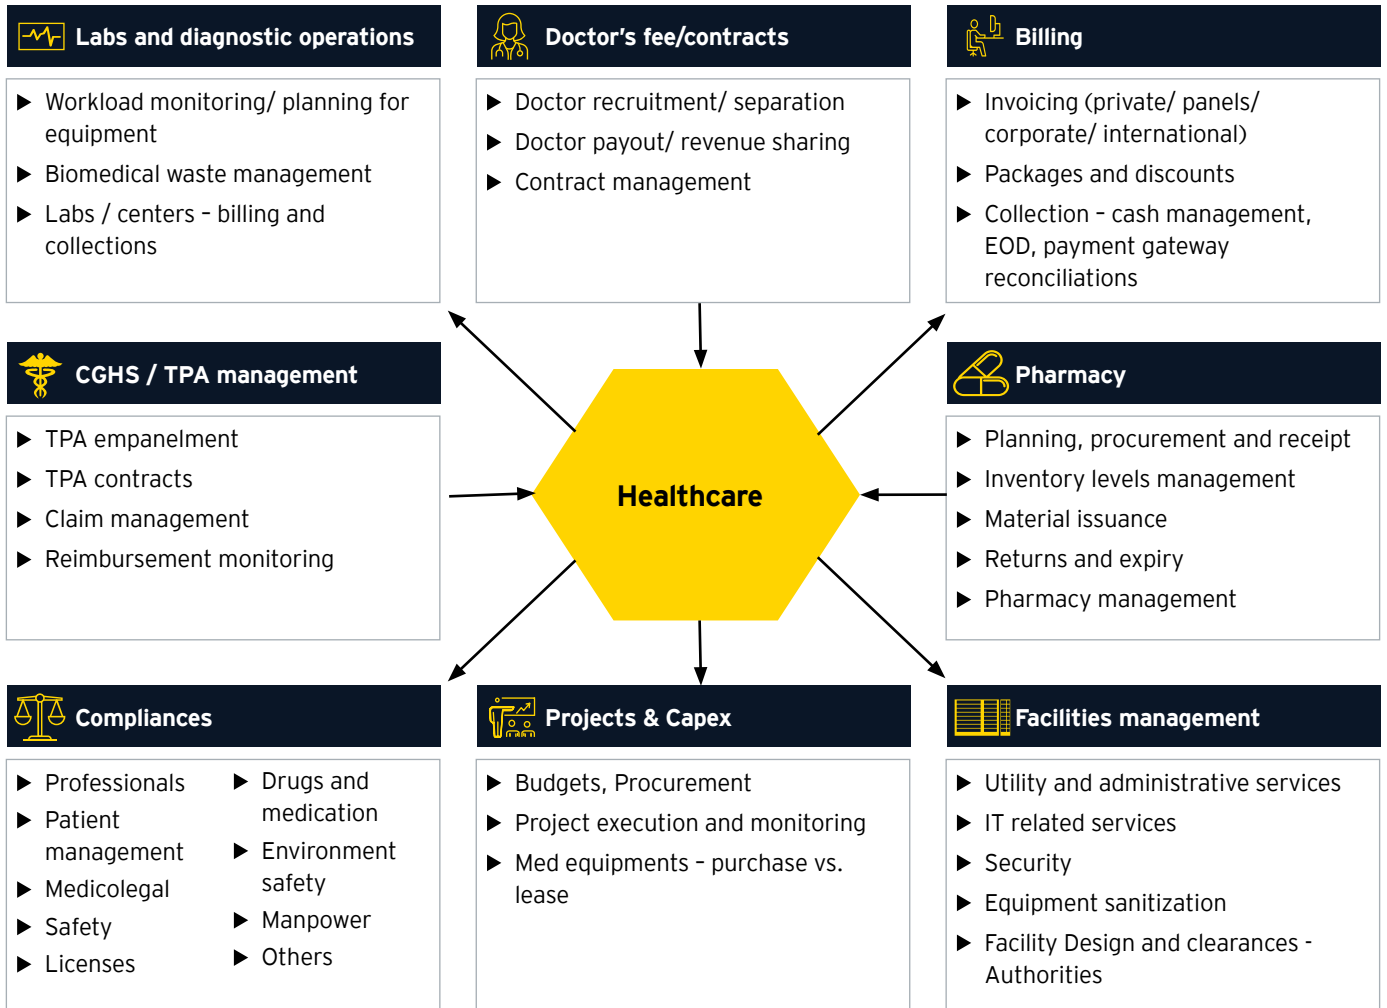 Labs and diagnostic operations
Workload monitoring/ planning for
equipment
Biomedical waste management
Labs / centers – billing and
collections
Doctor's fee/contracts
Doctor recruitment/ separation
Doctor payout/ revenue sharing
Contract management
Billing
Invoicing (private/ panels/
corporate/ international)
Packages and discounts
Collection – cash management,
EOD, payment gateway
reconciliations
CGHS / TPA management
TPA empanelment
TPA contracts
Claim management
Reimbursement monitoring
Healthcare
Pharmacy
Planning, procurement and receipt
Inventory levels management
Material issuance
Returns and expiry
Pharmacy management
Compliances
Professionals
Patient
management
Medicolegal
Safety
Licenses
Drugs and
medication
Environment
safety
Manpower
Others
Projects & Capex
Budgets, Procurement
Project execution and monitoring
Med equipments – purchase vs.
lease
Facilities management
Utility and administrative services
IT related services
Security
Equipment sanitization
Facility Design and clearances -
Authorities